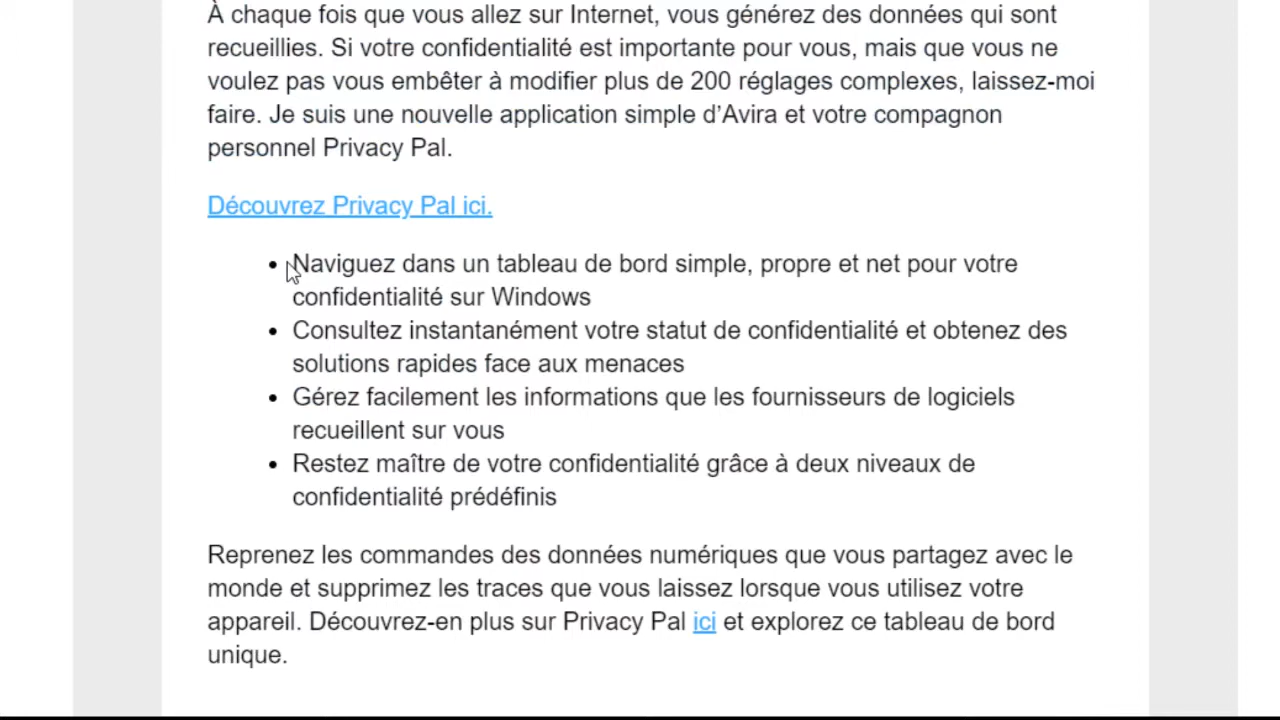 À chaque fois que vous allez sur Internet, vous générez des données qui sont
recueillies. Si votre confidentialité est importante pour vous, mais que vous ne
voulez pas vous embêter à modifier plus de 200 réglages complexes, laissez-moi
faire. Je suis une nouvelle application simple d’Avira et votre compagnon
personnel Privacy Pal.
Découvrez Privacy Pal ici.
• Naviguez dans un tableau de bord simple, propre et net pour votre
confidentialité sur Windows
• Consultez instantanément votre statut de confidentialité et obtenez des
solutions rapides face aux menaces
• Gérez facilement les informations que les fournisseurs de logiciels
recueillent sur vous
• Restez maître de votre confidentialité grâce à deux niveaux de
confidentialité prédéfinis
Reprenez les commandes des données numériques que vous partagez avec le
monde et supprimez les traces que vous laissez lorsque vous utilisez votre
appareil. Découvrez-en plus sur Privacy Pal ici et explorez ce tableau de bord
unique.